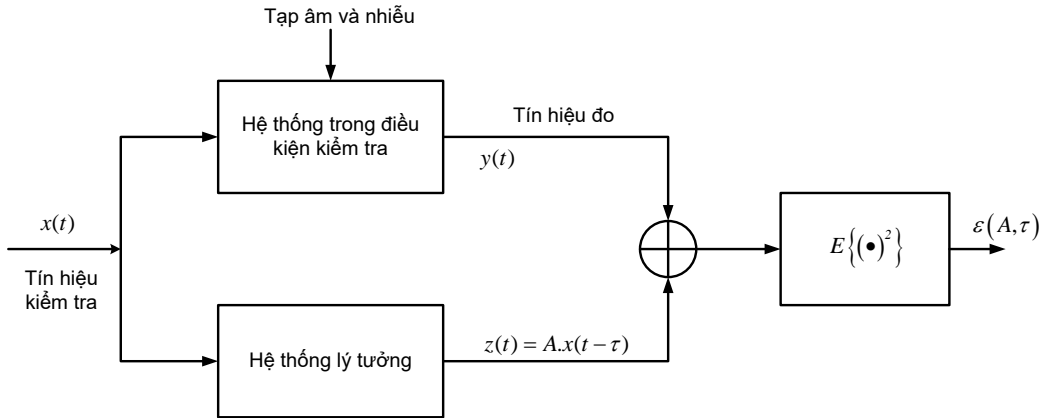 Tạp âm và nhiễu
Hệ thống trong điều
kiện kiểm tra
Tín hiệu đo
y(t)
x(t)
Tín hiệu
kiểm tra
E{(•)²}
ε(A,τ)
Hệ thống lý tưởng
z(t) = A.x(t − τ)